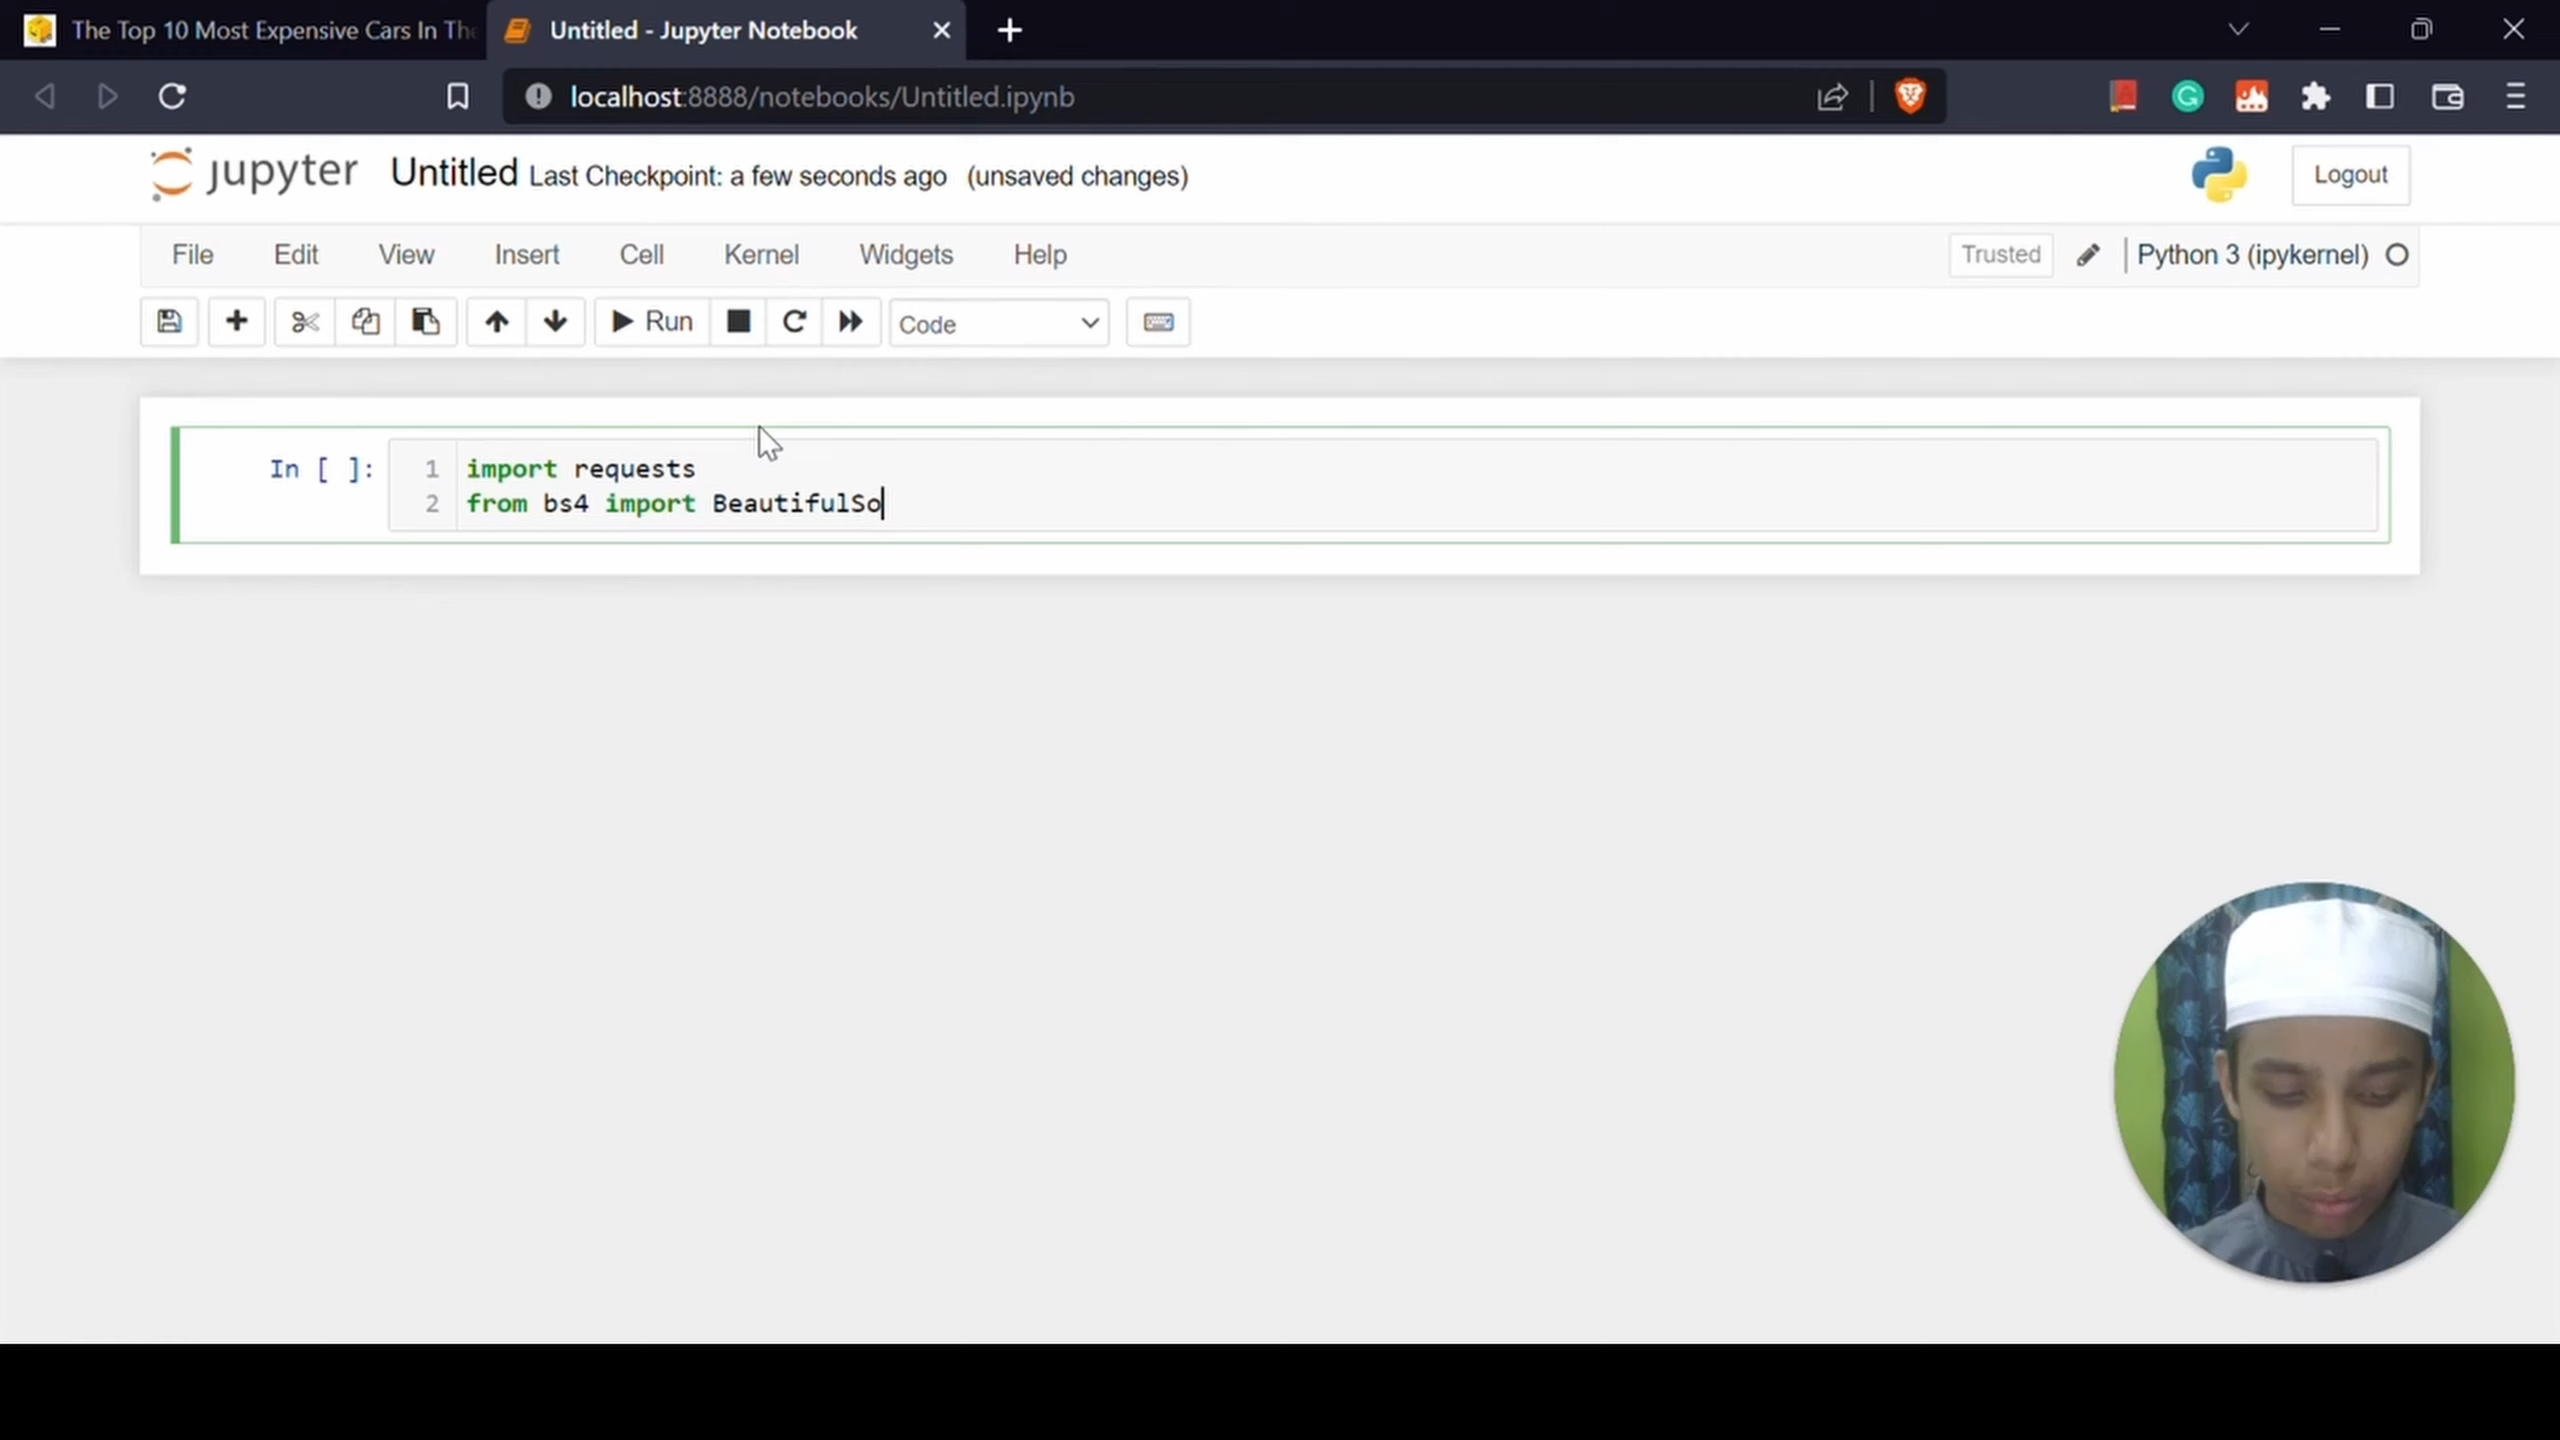 The Top 10 Most Expensive Cars In The
Untitled - Jupyter Notebook
localhost:8888/notebooks/Untitled.ipynb
jupyter Untitled Last Checkpoint: a few seconds ago (unsaved changes)
Logout
File Edit View Insert Cell Kernel Widgets Help
Trusted Python 3 (ipykernel)
Run Code
In [ ]: 1 import requests
2 from bs4 import BeautifulSo